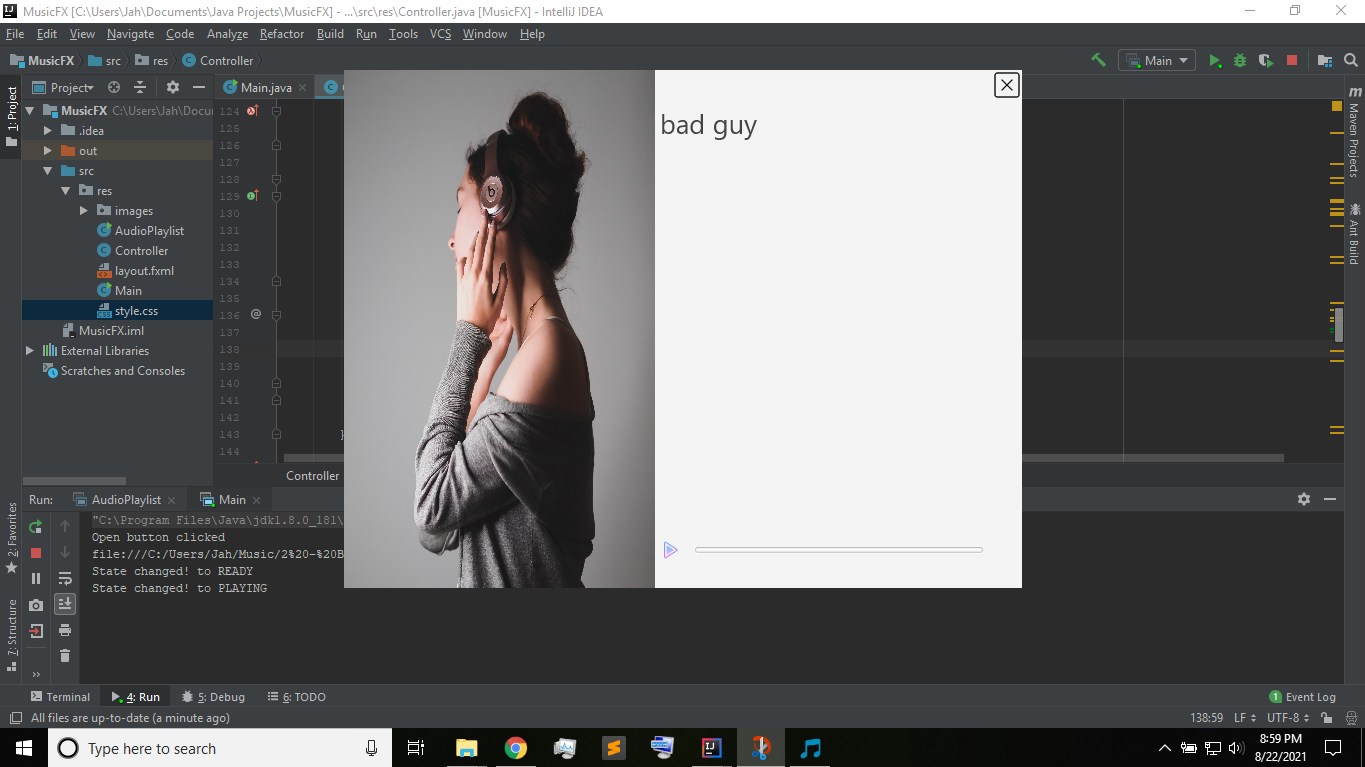 MusicFX [C:\Users\Jah\Documents\Java Projects\MusicFX] - ...\src\res\Controller.java [MusicFX] - IntelliJ IDEA
File Edit View Navigate Code Analyze Refactor Build Run Tools VCS Window Help
MusicFX src res Controller Main
1: Project
Project Main.java
MusicFX C:\Users\Jah\Docu
.idea
out
src
res
images
AudioPlaylist
Controller
layout.fxml
Main
style.css
MusicFX.iml
External Libraries
Scratches and Consoles
124
125
126
127
128
129
130
131
132
133
134
135
136
137
138
139
140
141
142
143 }
144
Controller
bad guy
Maven Projects
Ant Build
Run: AudioPlaylist Main
"C:\Program Files\Java\jdk1.8.0_181\
Open button clicked
file:///C:/Users/Jah/Music/2%20-%20B
State changed! to READY
State changed! to PLAYING
2: Favorites
7: Structure
Terminal 4: Run 5: Debug 6: TODO 1 Event Log
All files are up-to-date (a minute ago) 138:59 LF UTF-8
Type here to search
8:59 PM
8/22/2021